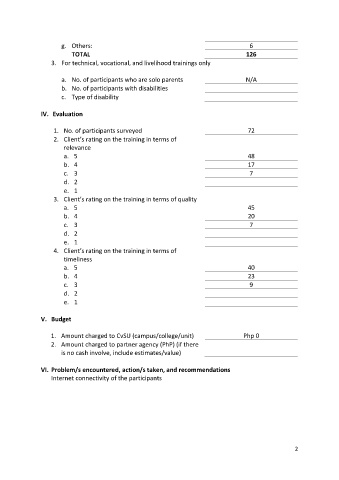 g. Others: 6
TOTAL 126
3. For technical, vocational, and livelihood trainings only
a. No. of participants who are solo parents N/A
b. No. of participants with disabilities
c. Type of disability
IV. Evaluation
1. No. of participants surveyed 72
2. Client's rating on the training in terms of
relevance
a. 5 48
b. 4 17
c. 3 7
d. 2
e. 1
3. Client's rating on the training in terms of quality
a. 5 45
b. 4 20
c. 3 7
d. 2
e. 1
4. Client's rating on the training in terms of
timeliness
a. 5 40
b. 4 23
c. 3 9
d. 2
e. 1
V. Budget
1. Amount charged to CvSU (campus/college/unit) Php 0
2. Amount charged to partner agency (PhP) (if there
is no cash involve, include estimates/value)
VI. Problem/s encountered, action/s taken, and recommendations
Internet connectivity of the participants
2